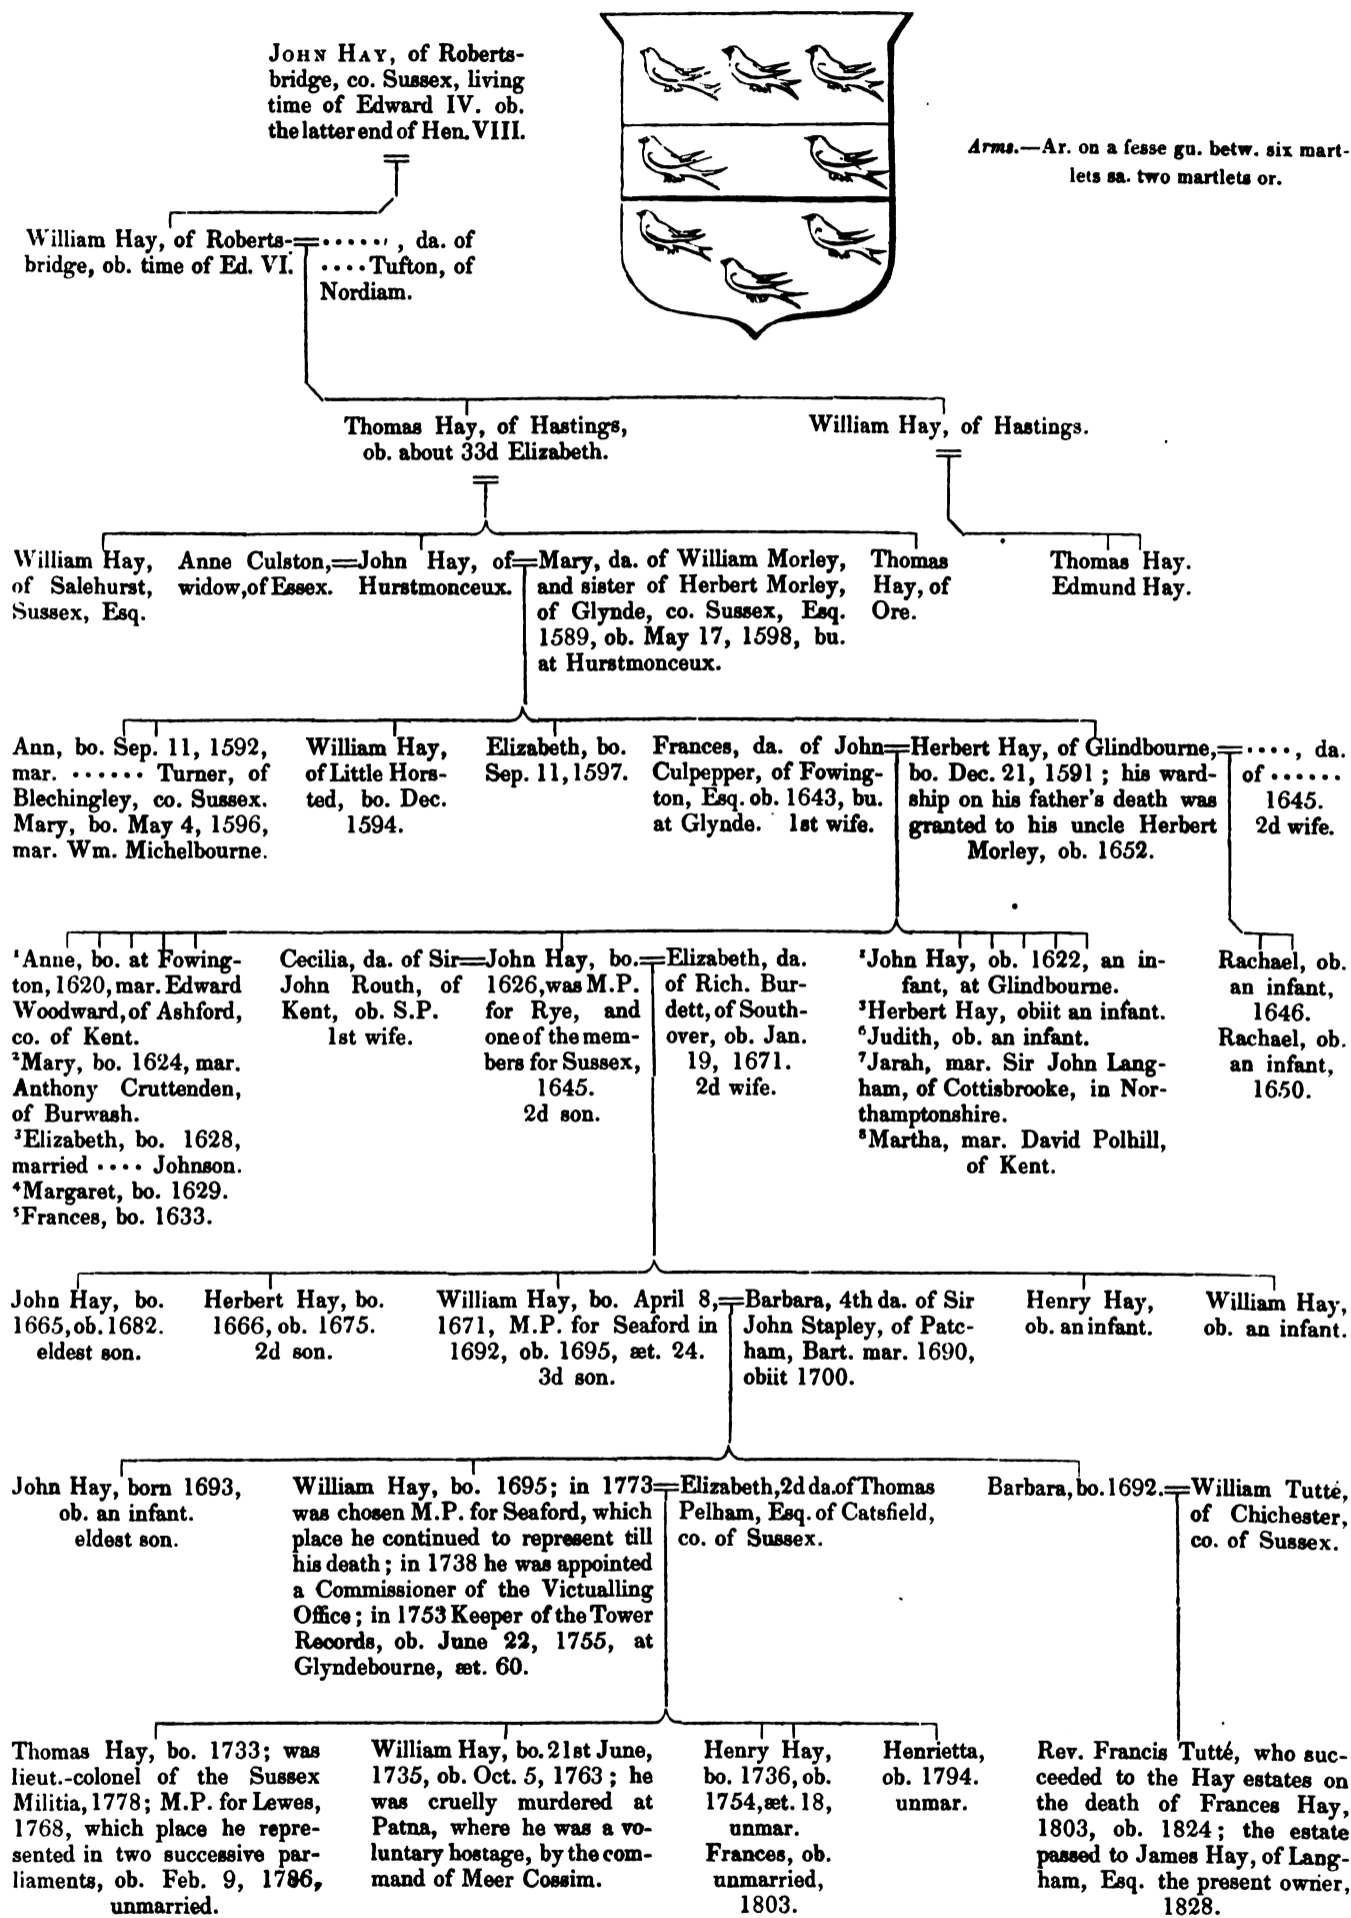 JOHN HAY, of Roberts-
bridge, co. Sussex, living
time of Edward IV. ob.
the latter end of Hen. VIII.
Arms.—Ar. on a fesse gu. betw. six mart-
lets sa. two martlets or.
William Hay, of Roberts-
bridge, ob. time of Ed. VI.
......, da. of
....Tufton, of
Nordiam.
Thomas Hay, of Hastings,
ob. about 33d Elizabeth.
William Hay, of Hastings.
William Hay,
of Salehurst,
Sussex, Esq.
Anne Culston,
widow, of Essex.
John Hay, of
Hurstmonceux.
Mary, da. of William Morley,
and sister of Herbert Morley,
of Glynde, co. Sussex, Esq.
1589, ob. May 17, 1598, bu.
at Hurstmonceux.
Thomas
Hay, of
Ore.
Thomas Hay.
Edmund Hay.
Ann, bo. Sep. 11, 1592,
mar. ...... Turner, of
Blechingley, co. Sussex.
Mary, bo. May 4, 1596,
mar. Wm. Michelbourne.
William Hay,
of Little Hors-
ted, bo. Dec.
1594.
Elizabeth, bo.
Sep. 11, 1597.
Frances, da. of John
Culpepper, of Fowing-
ton, Esq. ob. 1643, bu.
at Glynde. 1st wife.
Herbert Hay, of Glindbourne,
bo. Dec. 21, 1591; his ward-
ship on his father's death was
granted to his uncle Herbert
Morley, ob. 1652.
...., da.
of ......
1645.
2d wife.
¹Anne, bo. at Fowing-
ton, 1620, mar. Edward
Woodward, of Ashford,
co. of Kent.
²Mary, bo. 1624, mar.
Anthony Cruttenden,
of Burwash.
³Elizabeth, bo. 1628,
married .... Johnson.
⁴Margaret, bo. 1629.
⁵Frances, bo. 1633.
Cecilia, da. of Sir
John Routh, of
Kent, ob. S.P.
1st wife.
John Hay, bo.
1626, was M.P.
for Rye, and
one of the mem-
bers for Sussex,
1645.
2d son.
Elizabeth, da.
of Rich. Bur-
dett, of South-
over, ob. Jan.
19, 1671.
2d wife.
¹John Hay, ob. 1622, an in-
fant, at Glindbourne.
³Herbert Hay, obiit an infant.
⁶Judith, ob. an infant.
⁷Jarah, mar. Sir John Lang-
ham, of Cottisbrooke, in Nor-
thamptonshire.
⁸Martha, mar. David Polhill,
of Kent.
Rachael, ob.
an infant,
1646.
Rachael, ob.
an infant,
1650.
John Hay, bo.
1665, ob. 1682.
eldest son.
Herbert Hay, bo.
1666, ob. 1675.
2d son.
William Hay, bo. April 8,
1671, M.P. for Seaford in
1692, ob. 1695, æt. 24.
3d son.
Barbara, 4th da. of Sir
John Stapley, of Patc-
ham, Bart. mar. 1690,
obiit 1700.
Henry Hay,
ob. an infant.
William Hay,
ob. an infant.
John Hay, born 1693,
ob. an infant.
eldest son.
William Hay, bo. 1695; in 1773
was chosen M.P. for Seaford, which
place he continued to represent till
his death; in 1738 he was appointed
a Commissioner of the Victualling
Office; in 1753 Keeper of the Tower
Records, ob. June 22, 1755, at
Glyndebourne, æt. 60.
Elizabeth, 2d da. of Thomas
Pelham, Esq. of Catsfield,
co. of Sussex.
Barbara, bo. 1692.
William Tutté,
of Chichester,
co. of Sussex.
Thomas Hay, bo. 1733; was
lieut.-colonel of the Sussex
Militia, 1778; M.P. for Lewes,
1768, which place he repre-
sented in two successive par-
liaments, ob. Feb. 9, 1786,
unmarried.
William Hay, bo. 21st June,
1735, ob. Oct. 5, 1763; he
was cruelly murdered at
Patna, where he was a vo-
luntary hostage, by the com-
mand of Meer Cossim.
Henry Hay,
bo. 1736, ob.
1754, æt. 18,
unmar.
Frances, ob.
unmarried,
1803.
Henrietta,
ob. 1794.
unmar.
Rev. Francis Tutté, who suc-
ceeded to the Hay estates on
the death of Frances Hay,
1803, ob. 1824; the estate
passed to James Hay, of Lang-
ham, Esq. the present owner,
1828.